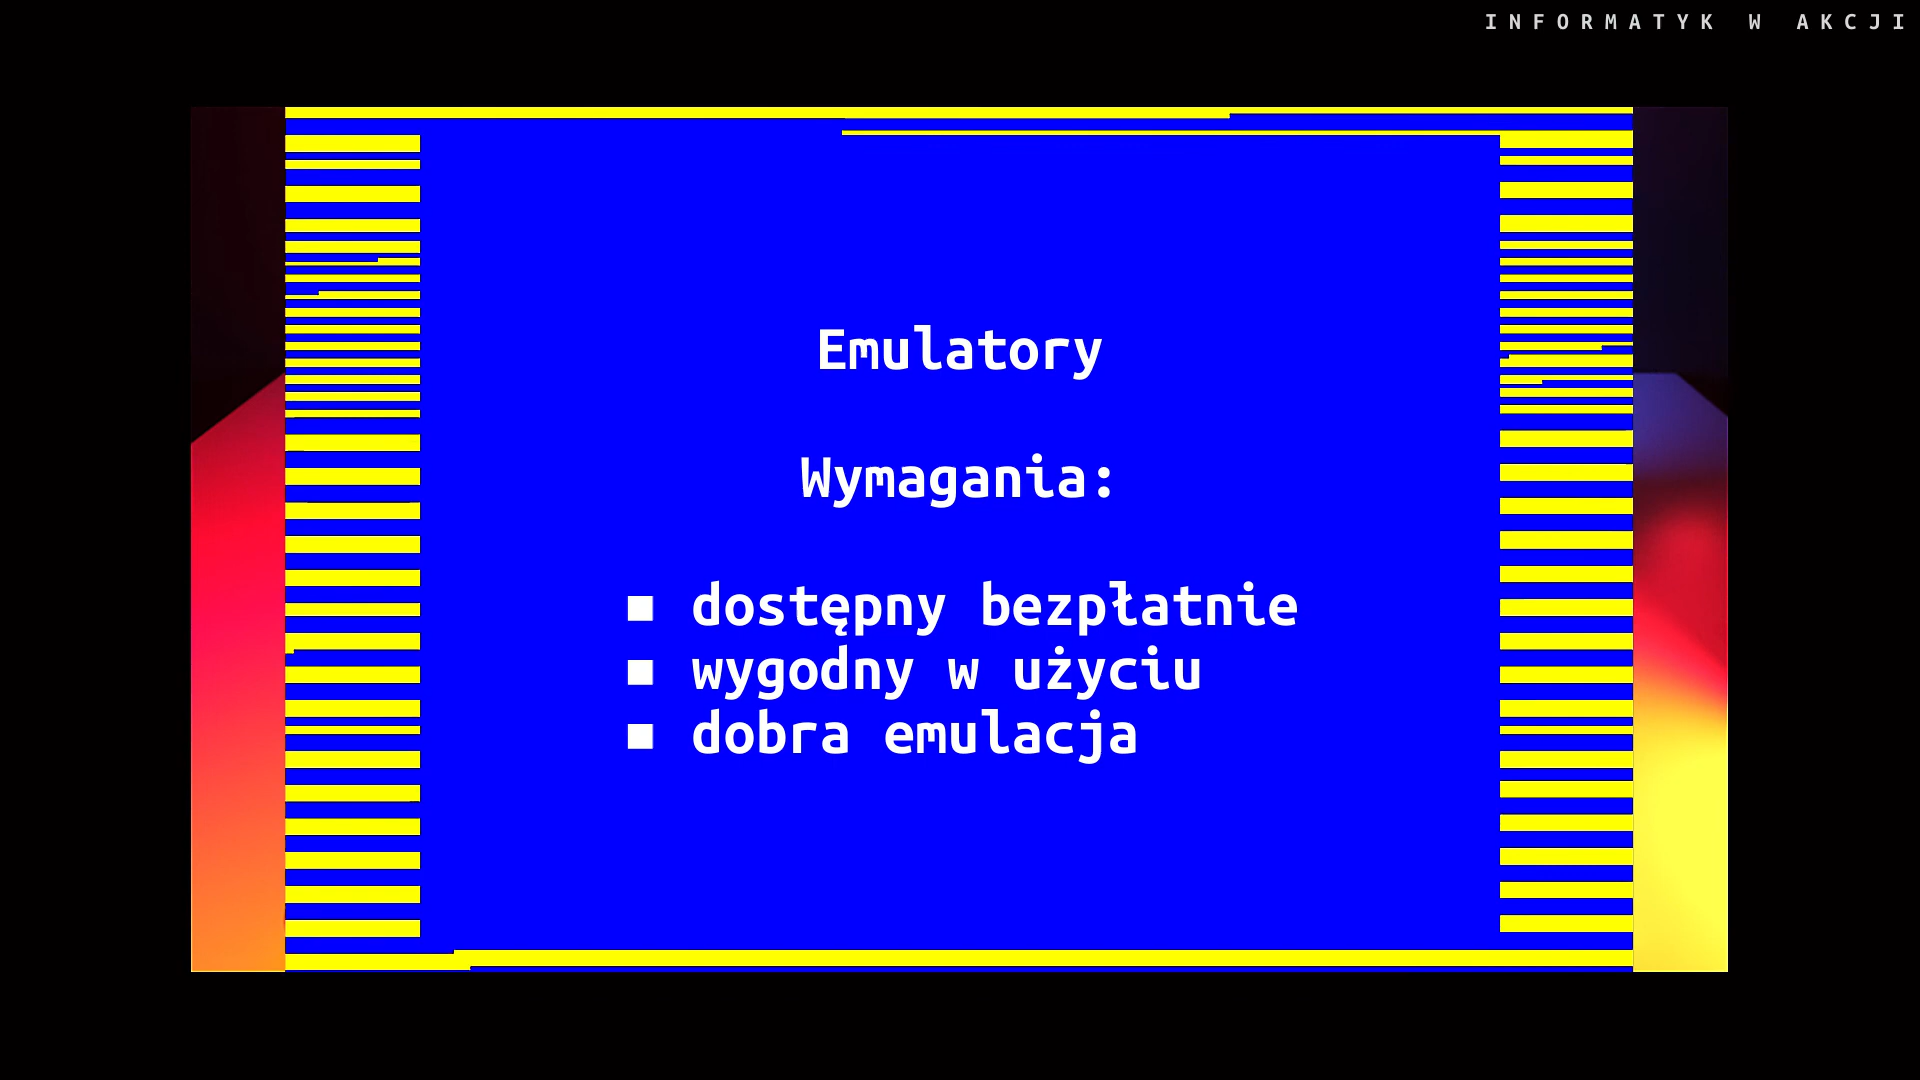 INFORMATYK W AKCJI
Emulatory
Wymagania:
▪ dostępny bezpłatnie
▪ wygodny w użyciu
▪ dobra emulacja